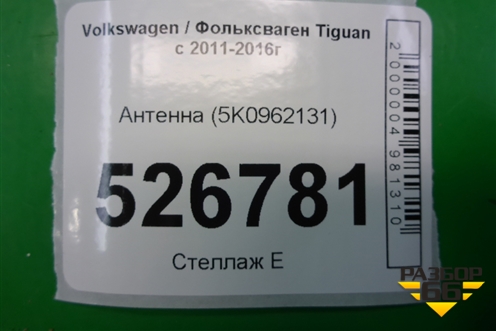 Volkswagen / Фольксваген Tiguan
с 2011-2016г
Антенна (5K0962131)
526781
Стеллаж Е
2000004981310
РАЗБОР
66